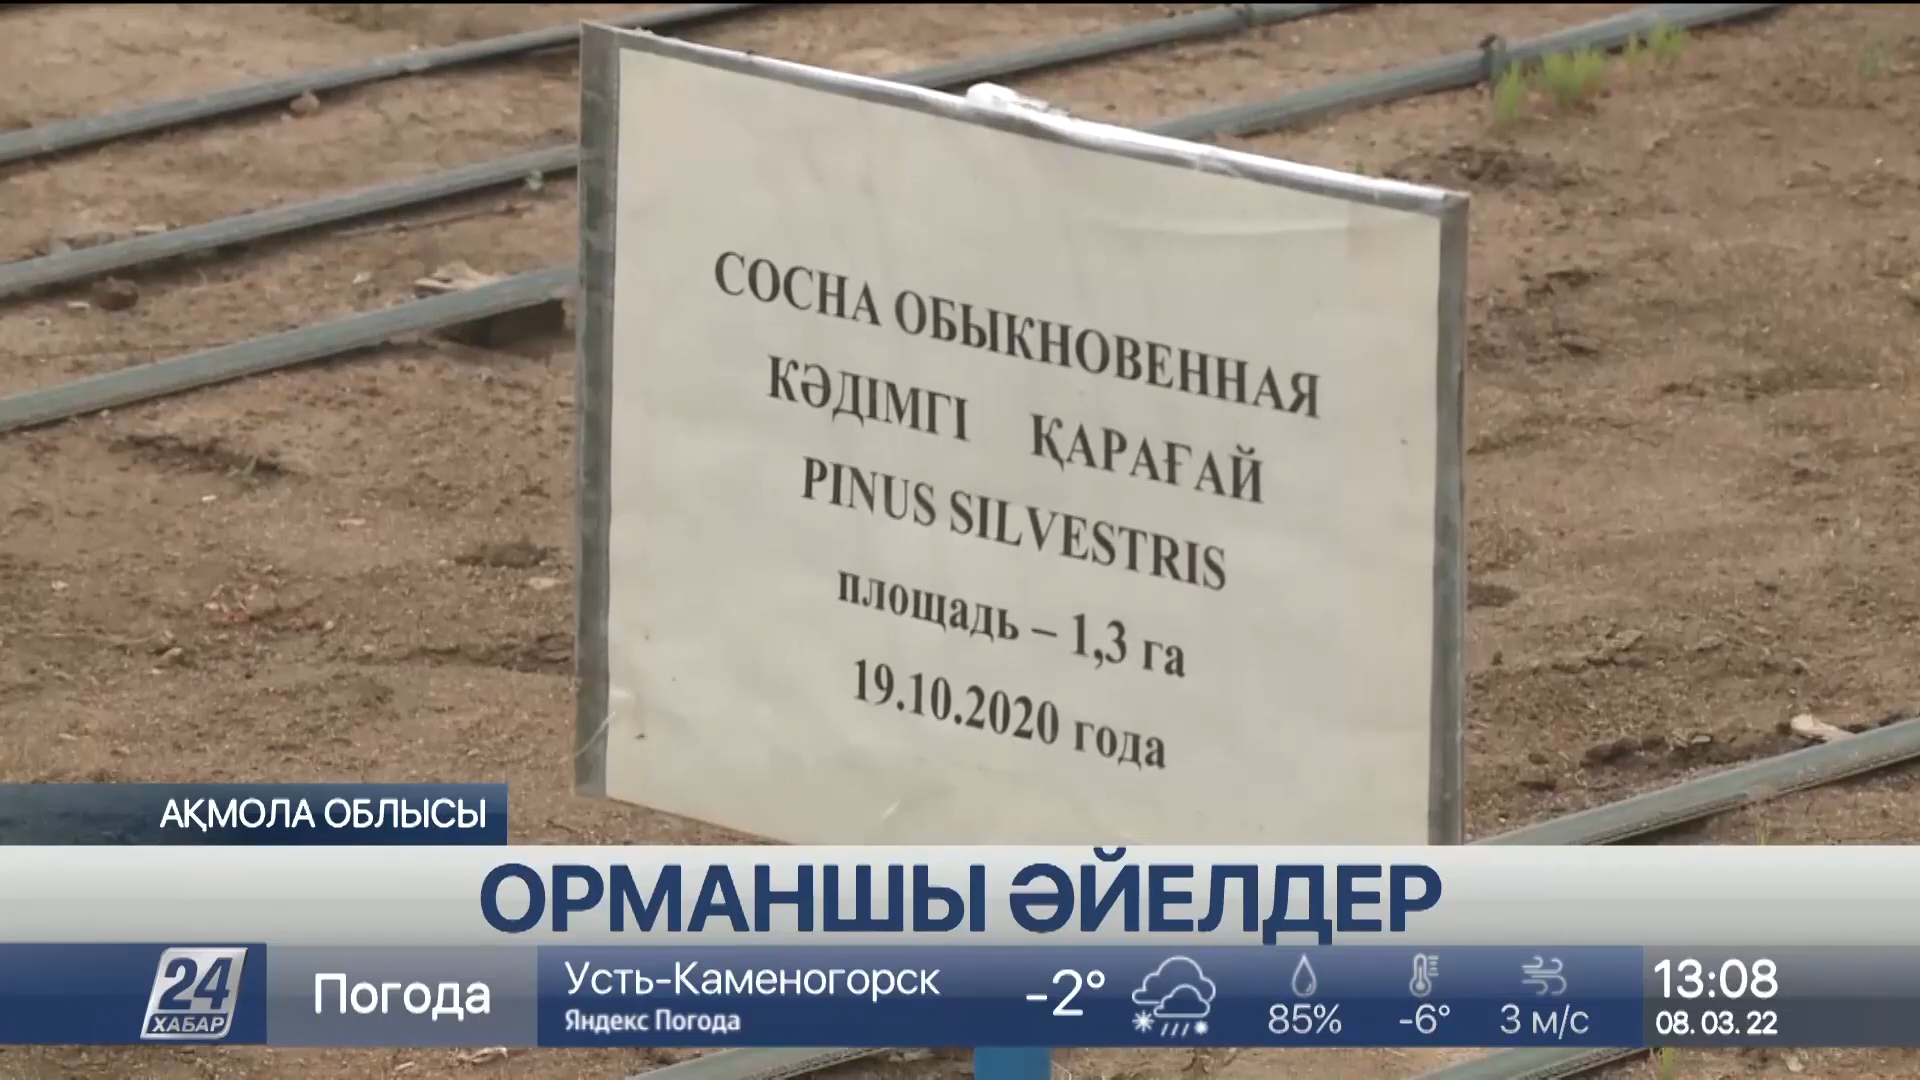 СОСНА ОБЫКНОВЕННАЯ
КӘДІМГІ ҚАРАҒАЙ
PINUS SILVESTRIS
площадь – 1,3 га
19.10.2020 года
АҚМОЛА ОБЛЫСЫ
ОРМАНШЫ ӘЙЕЛДЕР
24
ХАБАР
Погода
Усть-Каменогорск
Яндекс Погода
-2°
85%
-6°
3 м/с
13:08
08. 03. 22